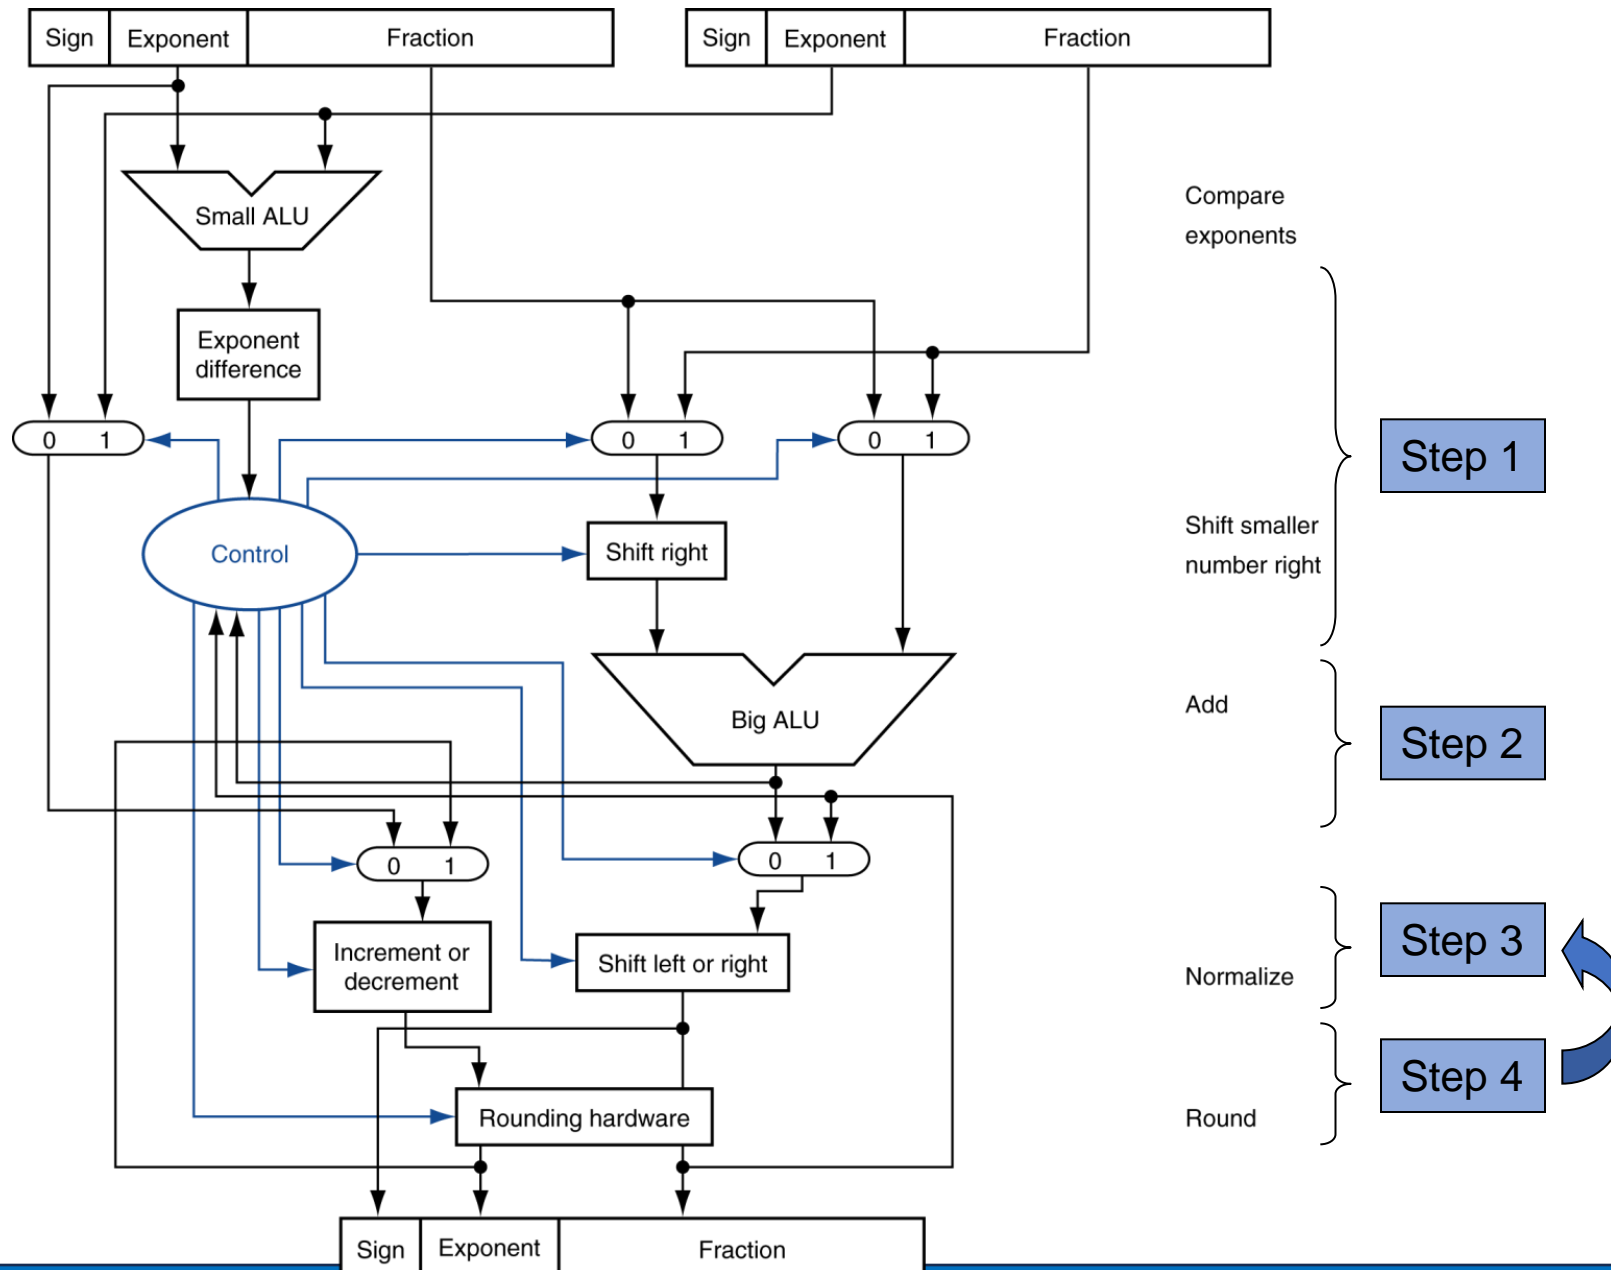 Sign Exponent Fraction
Sign Exponent Fraction
Small ALU
Compare
exponents
Exponent
difference
0 1
0 1
0 1
Step 1
Control
Shift right
Shift smaller
number right
Big ALU
Add
Step 2
0 1
0 1
Increment or
decrement
Shift left or right
Normalize
Step 3
Rounding hardware
Round
Step 4
Sign Exponent Fraction